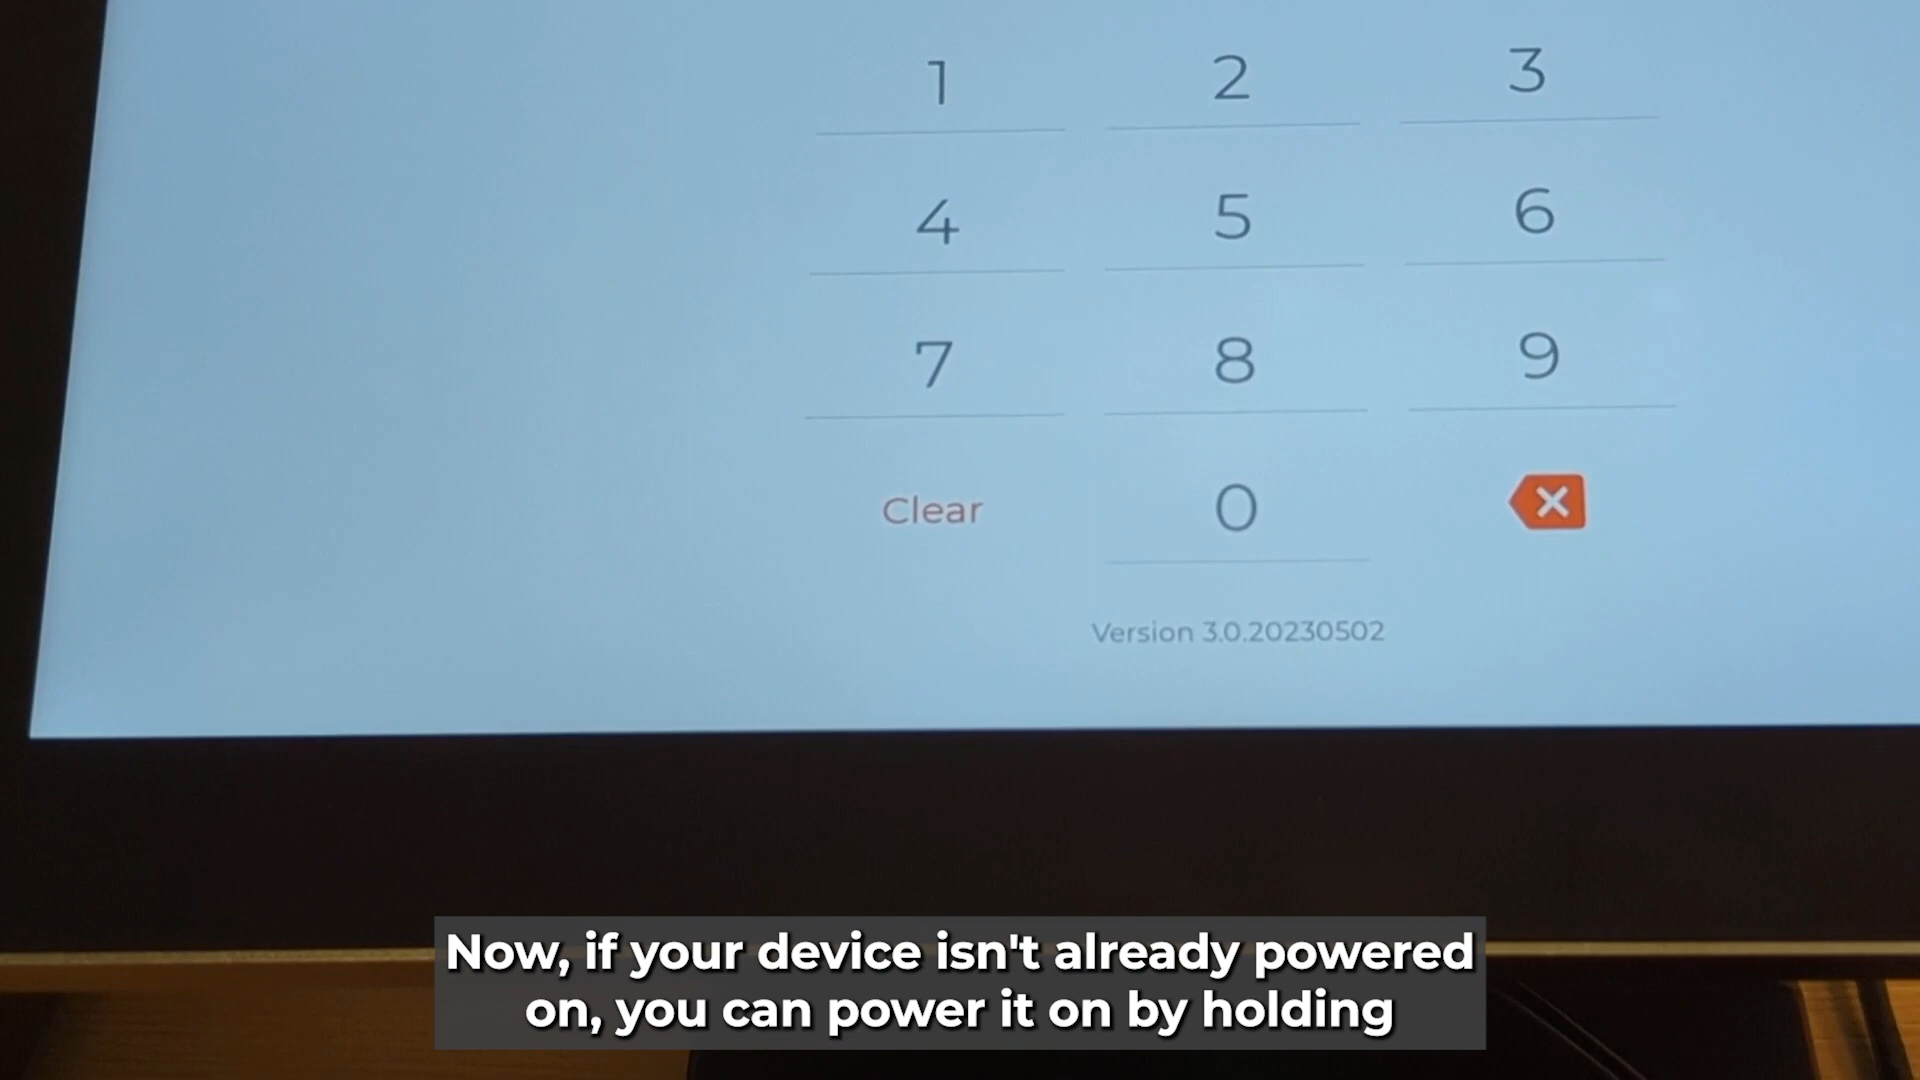 1 2 3
4 5 6
7 8 9
Clear 0
Version 3.0.20230502
Now, if your device isn't already powered
on, you can power it on by holding